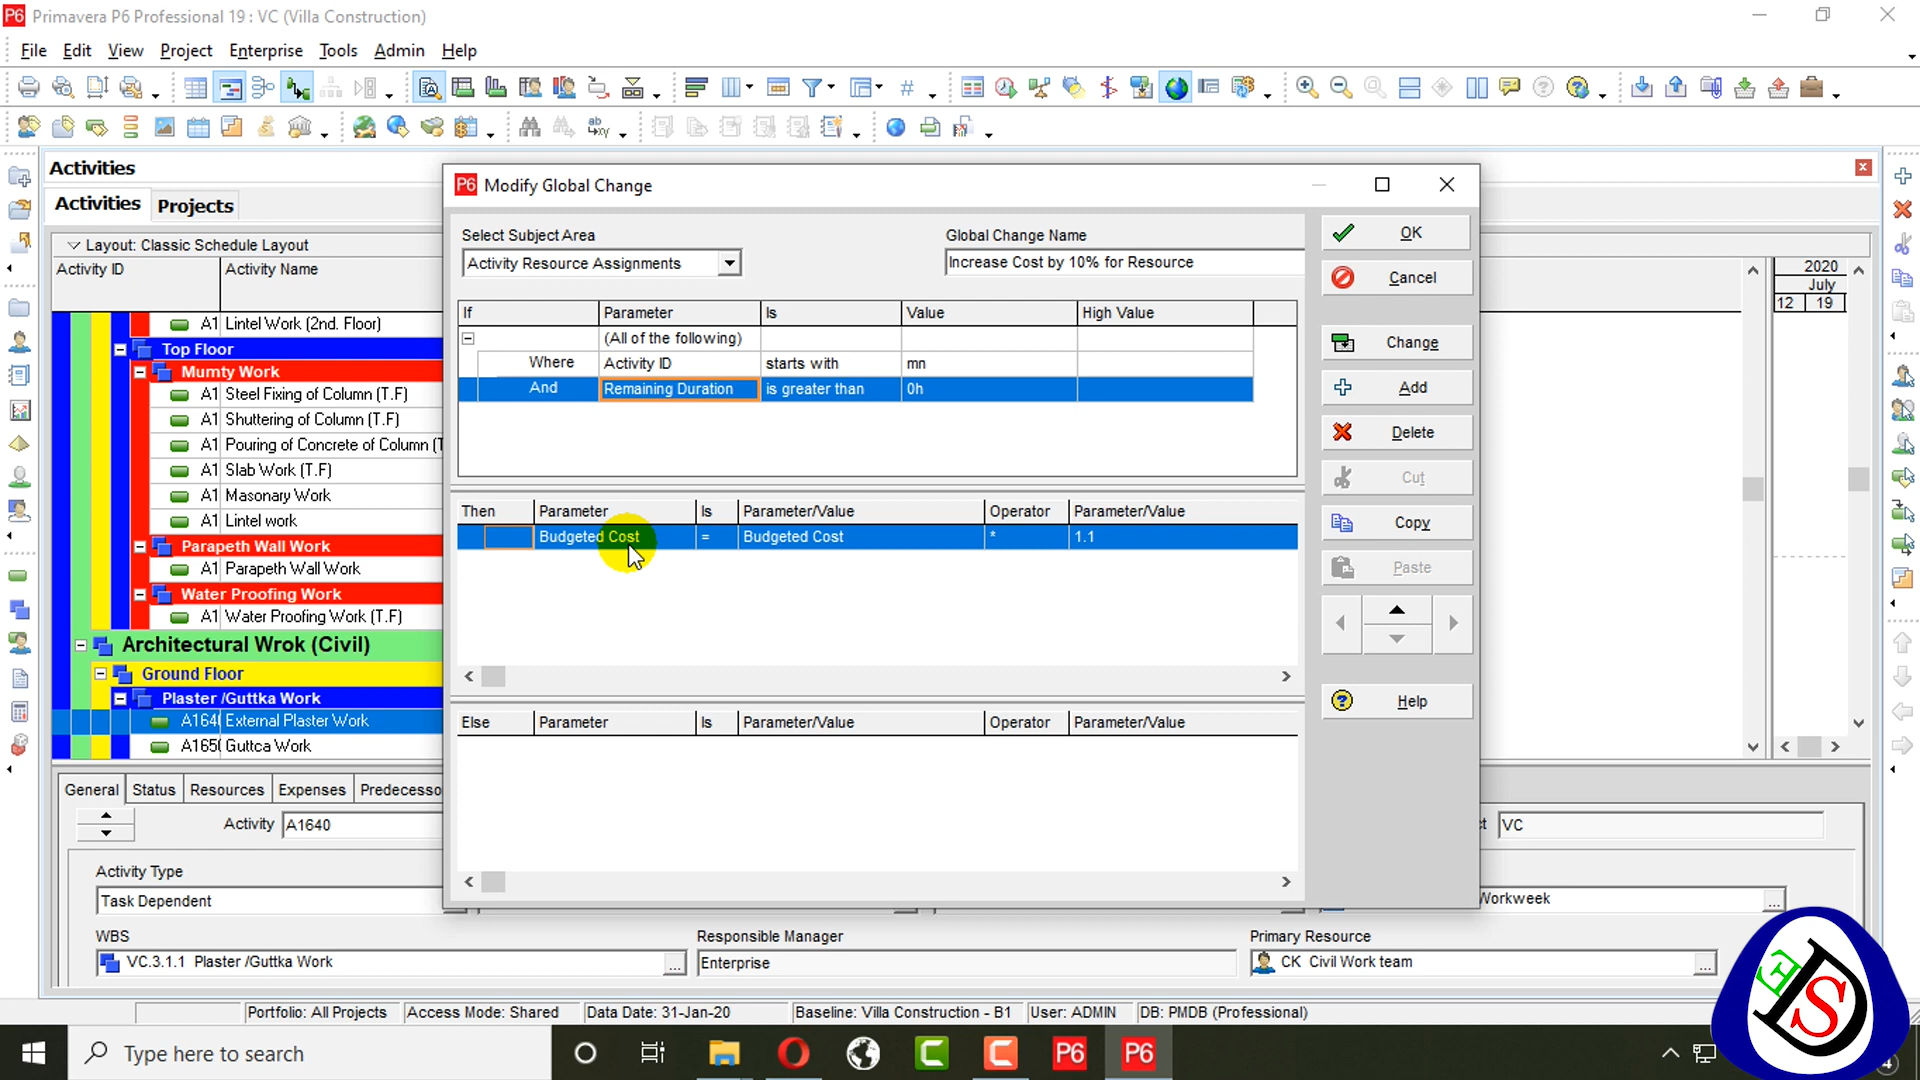 Primavera P6 Professional 19 : VC (Villa Construction)
File Edit View Project Enterprise Tools Admin Help
Activities
Activities Projects
Layout: Classic Schedule Layout
Activity ID Activity Name
A1 Lintel Work (2nd. Floor)
Top Floor
Mumty Work
A1 Steel Fixing of Column (T.F)
A1 Shuttering of Column (T.F)
A1 Pouring of Concrete of Column (T
A1 Slab Work (T.F)
A1 Masonary Work
A1 Lintel work
Parapeth Wall Work
A1 Parapeth Wall Work
Water Proofing Work
A1 Water Proofing Work (T.F)
Architectural Wrok (Civil)
Ground Floor
Plaster /Guttka Work
A164 External Plaster Work
A165 Guttca Work
2020
July
12 19
P6 Modify Global Change
Select Subject Area
Activity Resource Assignments
Global Change Name
Increase Cost by 10% for Resource
If Parameter Is Value High Value
(All of the following)
Where Activity ID starts with mn
And Remaining Duration is greater than 0h
Then Parameter Is Parameter/Value Operator Parameter/Value
Budgeted Cost = Budgeted Cost * 1.1
Else Parameter Is Parameter/Value Operator Parameter/Value
OK
Cancel
Change
Add
Delete
Cut
Copy
Paste
Help
General Status Resources Expenses Predecesso
Activity A1640
VC
Activity Type
Task Dependent
Workweek
WBS
VC.3.1.1 Plaster /Guttka Work
Responsible Manager
Enterprise
Primary Resource
CK Civil Work team
Portfolio: All Projects Access Mode: Shared Data Date: 31-Jan-20 Baseline: Villa Construction - B1 User: ADMIN DB: PMDB (Professional)
Type here to search
P6 P6